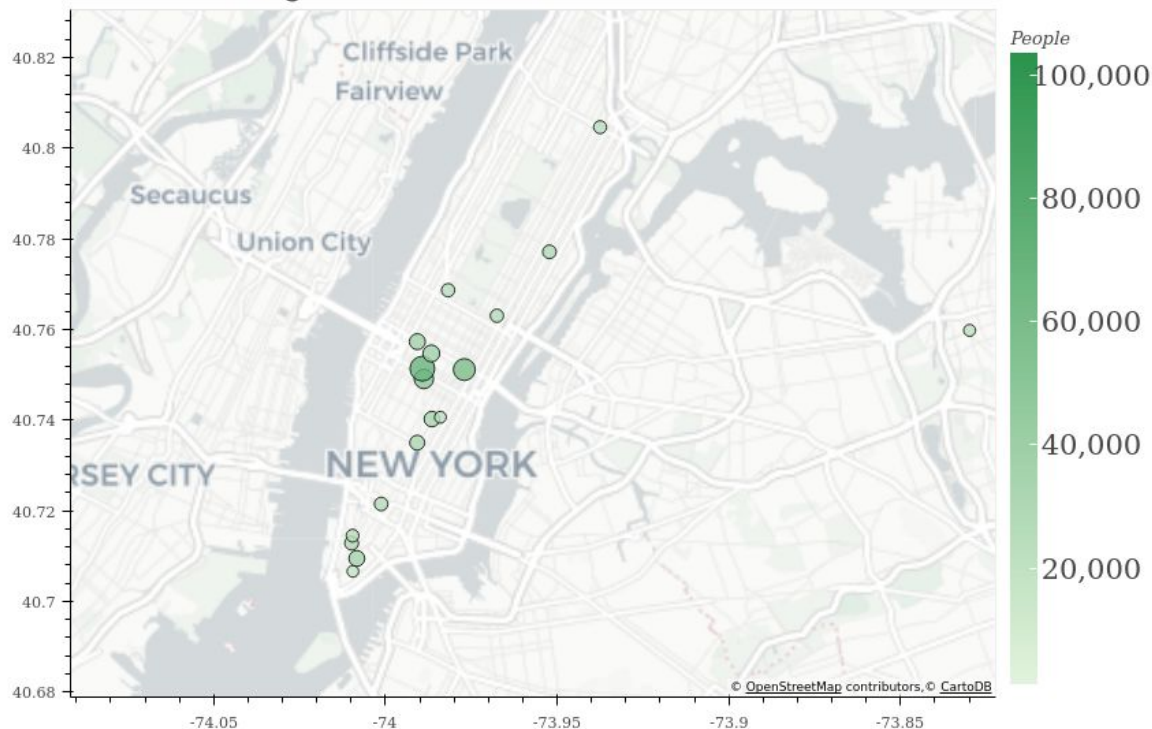 People
Cliffside Park
Fairview
Secaucus
Union City
NEW YORK
RSEY CITY
100,000
80,000
60,000
40,000
20,000
40.82
40.8
40.78
40.76
40.74
40.72
40.7
40.68
© OpenStreetMap contributors,© CartoDB
-74.05
-74
-73.95
-73.9
-73.85